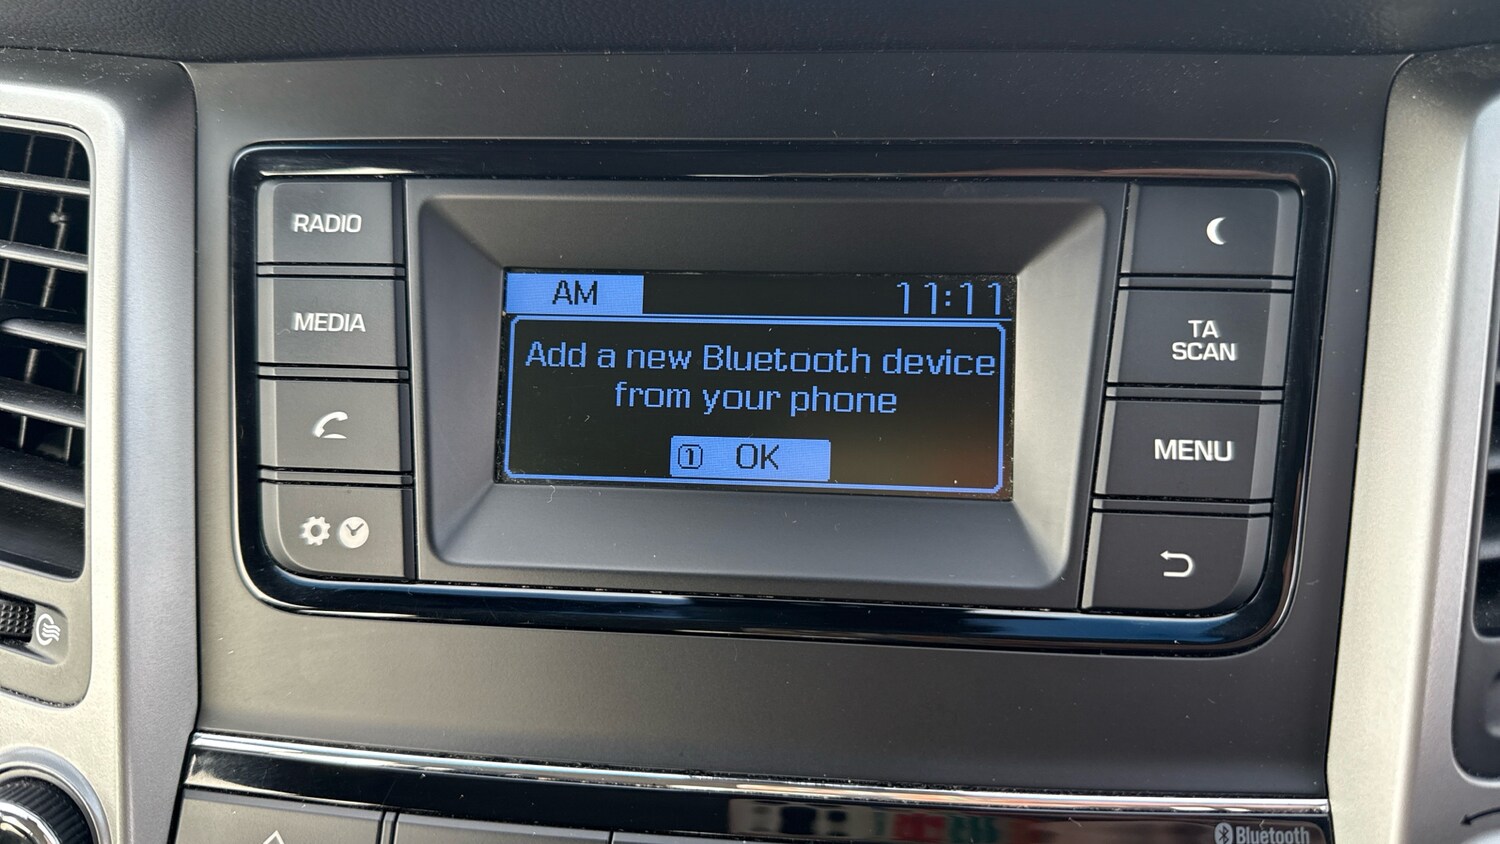 RADIO
MEDIA
AM
11:11
Add a new Bluetooth device
from your phone
1 OK
TA
SCAN
MENU
Bluetooth